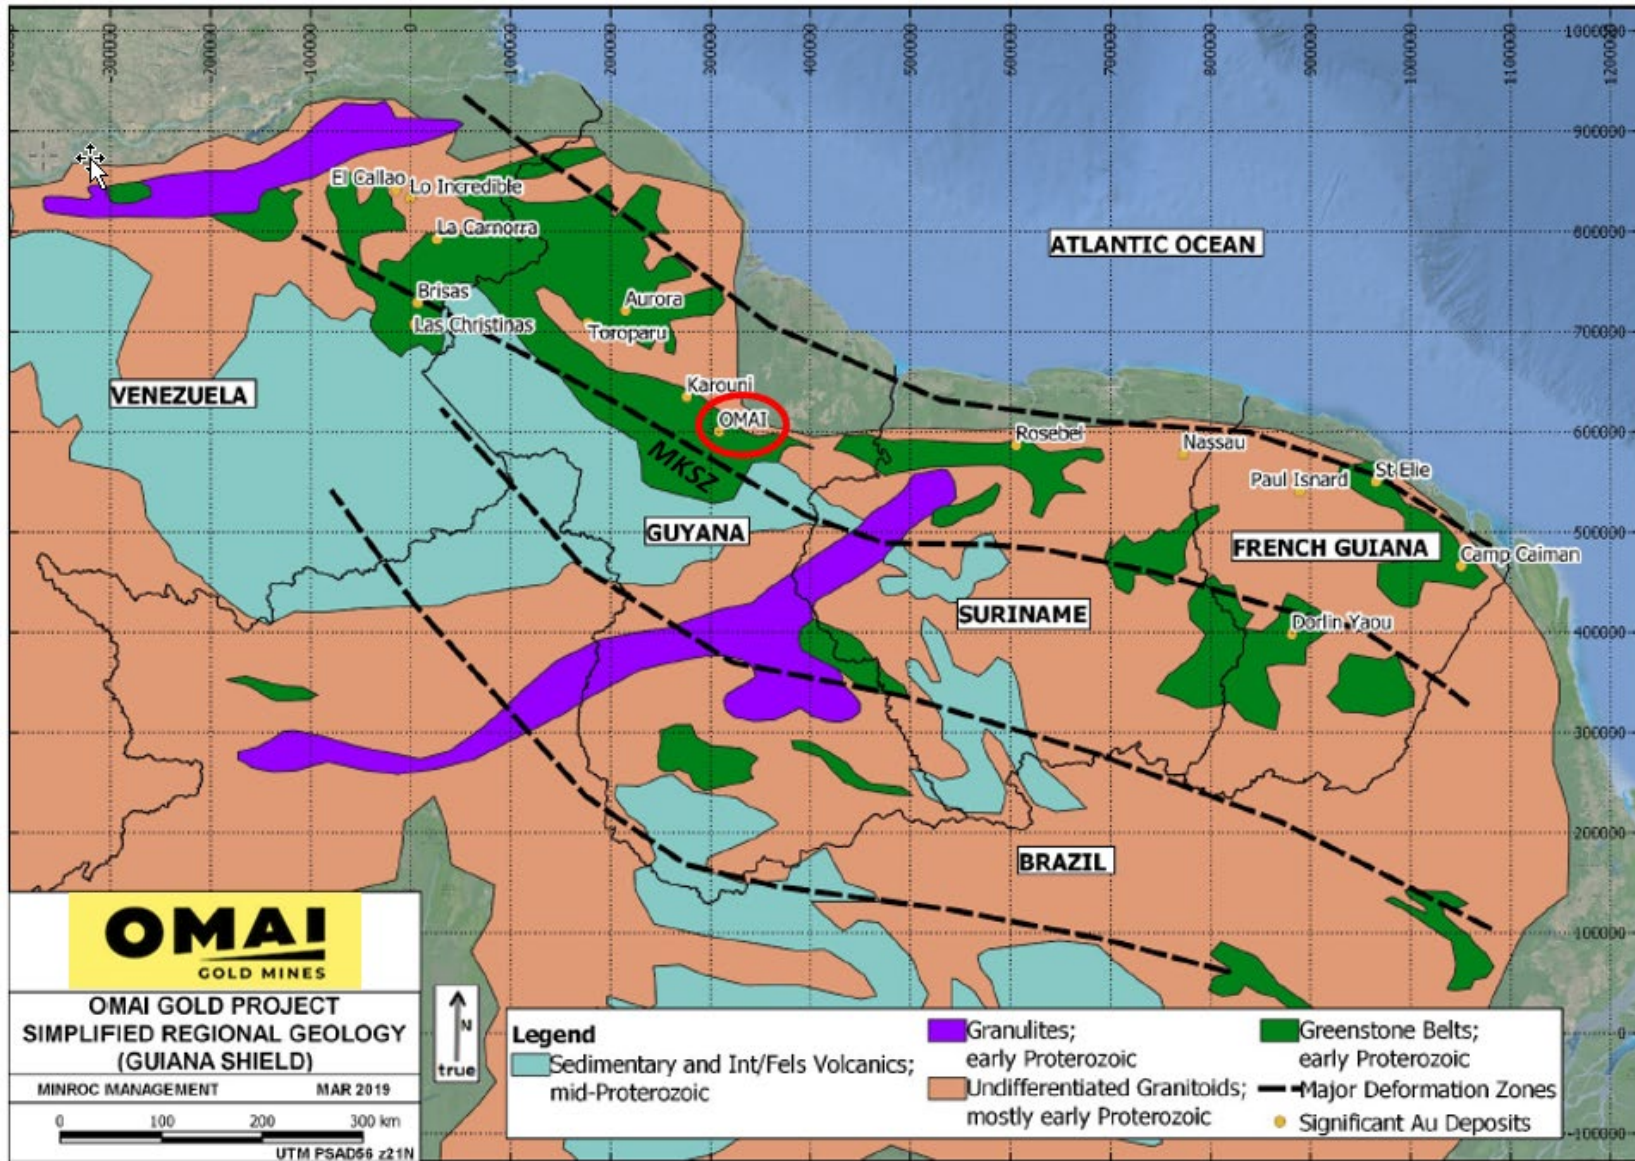 -300000
-200000
-100000
0
100000
200000
300000
400000
500000
600000
700000
800000
900000
1000000
1100000
1200000
1000000
900000
800000
700000
600000
500000
400000
300000
200000
100000
0
-100000
El Callao
Lo Incredible
La Camorra
Brisas
Las Christinas
Aurora
Toroparu
Karouni
OMAI
MKSZ
Rosebel
Nassau
Paul Isnard
St Elie
Camp Caiman
Dorlin Yaou
ATLANTIC OCEAN
VENEZUELA
GUYANA
SURINAME
FRENCH GUIANA
BRAZIL
OMAI
GOLD MINES
OMAI GOLD PROJECT
SIMPLIFIED REGIONAL GEOLOGY
(GUIANA SHIELD)
MINROC MANAGEMENT MAR 2019
0 100 200 300 km
UTM PSAD56 z21N
N
true
Legend
Sedimentary and Int/Fels Volcanics;
mid-Proterozoic
Granulites;
early Proterozoic
Undifferentiated Granitoids;
mostly early Proterozoic
Greenstone Belts;
early Proterozoic
Major Deformation Zones
Significant Au Deposits